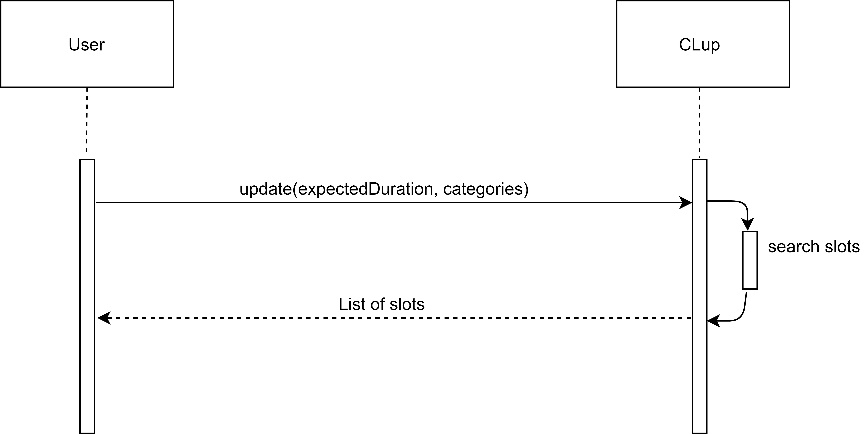 User
CLup
update(expectedDuration, categories)
search slots
List of slots